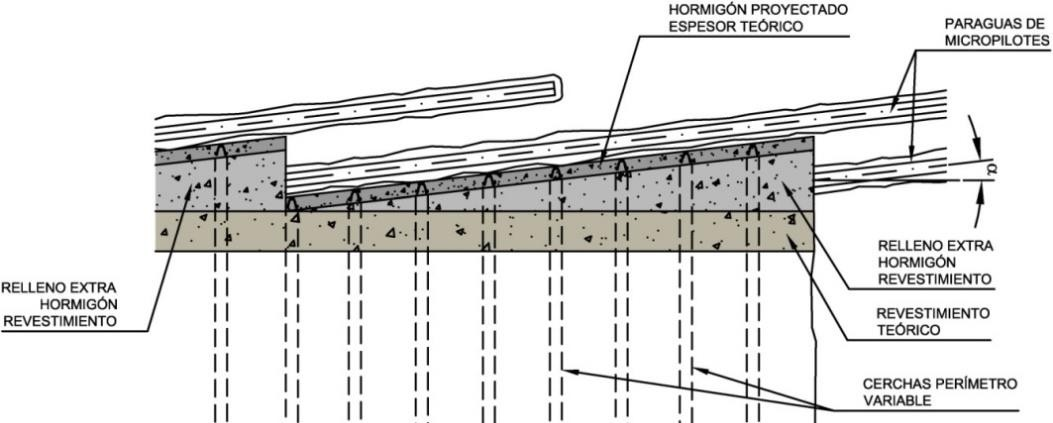 HORMIGÓN PROYECTADO
ESPESOR TEÓRICO
PARAGUAS DE
MICROPILOTES
α
RELLENO EXTRA
HORMIGÓN
REVESTIMIENTO
RELLENO EXTRA
HORMIGÓN
REVESTIMIENTO
REVESTIMIENTO
TEÓRICO
CERCHAS PERÍMETRO
VARIABLE